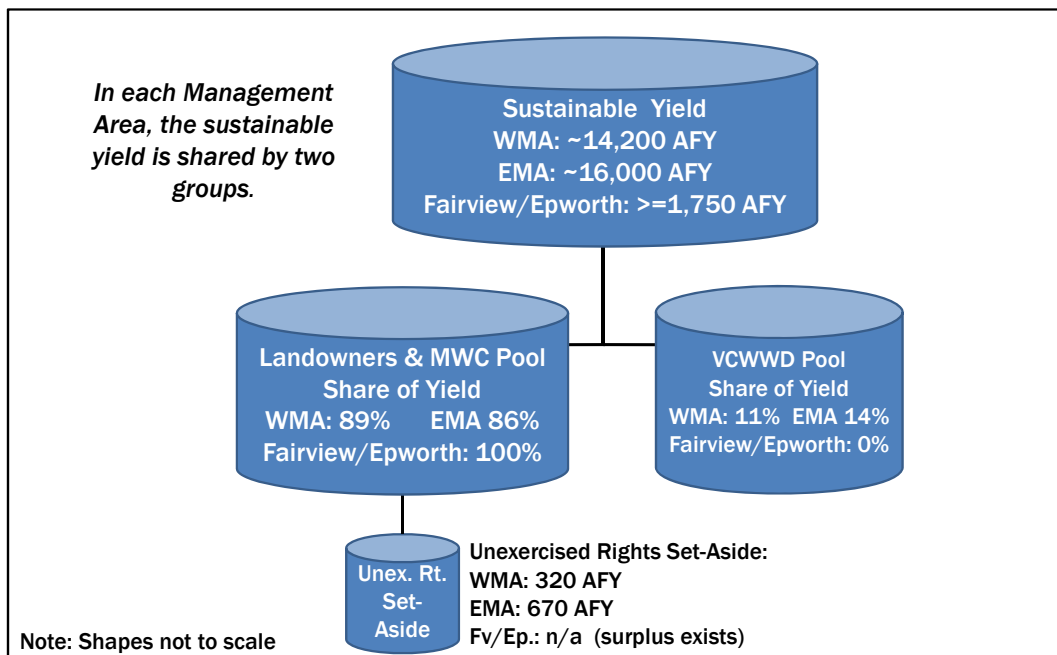 In each Management
Area, the sustainable
yield is shared by two
groups.
Sustainable Yield
WMA: ~14,200 AFY
EMA: ~16,000 AFY
Fairview/Epworth: >=1,750 AFY
Landowners & MWC Pool
Share of Yield
WMA: 89% EMA 86%
Fairview/Epworth: 100%
VCWWD Pool
Share of Yield
WMA: 11% EMA 14%
Fairview/Epworth: 0%
Unex. Rt.
Set-
Aside
Unexercised Rights Set-Aside:
WMA: 320 AFY
EMA: 670 AFY
Fv/Ep.: n/a (surplus exists)
Note: Shapes not to scale